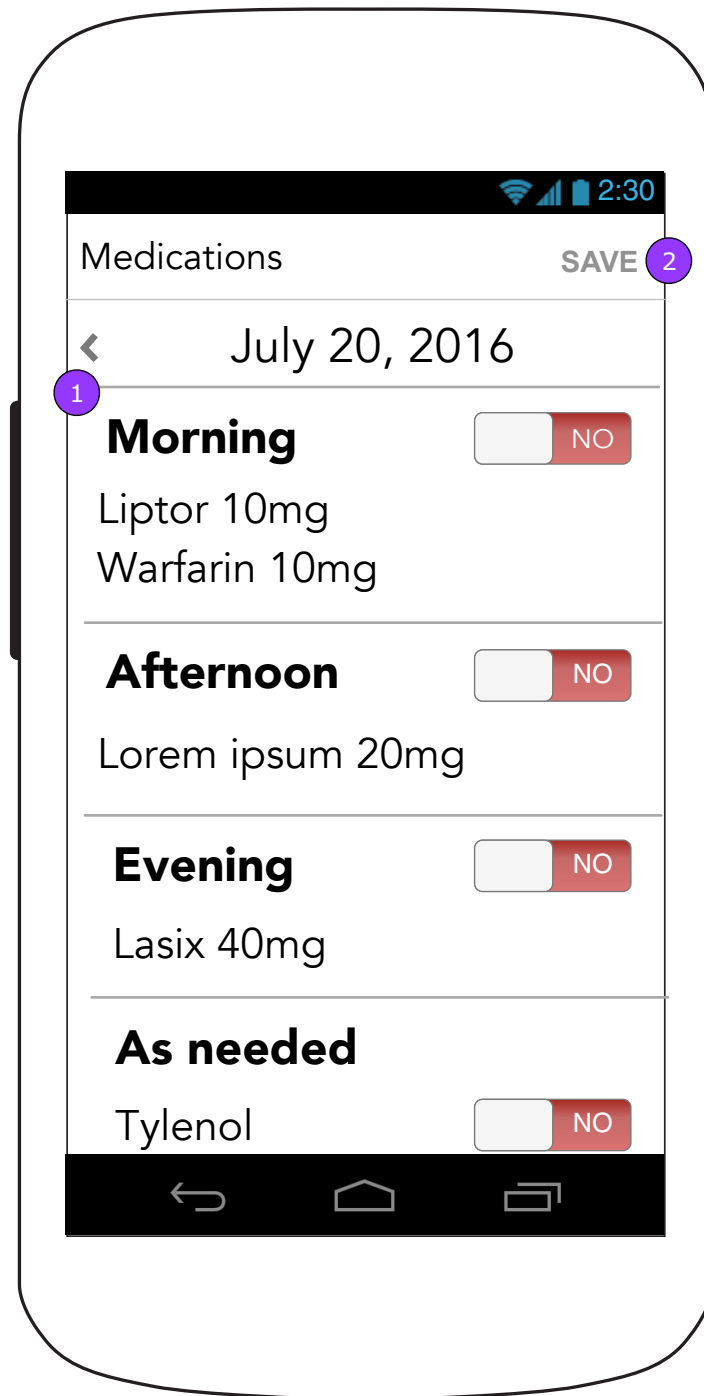 2:30
Medications SAVE 2
July 20, 2016
1
Morning NO
Liptor 10mg
Warfarin 10mg
Afternoon NO
Lorem ipsum 20mg
Evening NO
Lasix 40mg
As needed
Tylenol NO